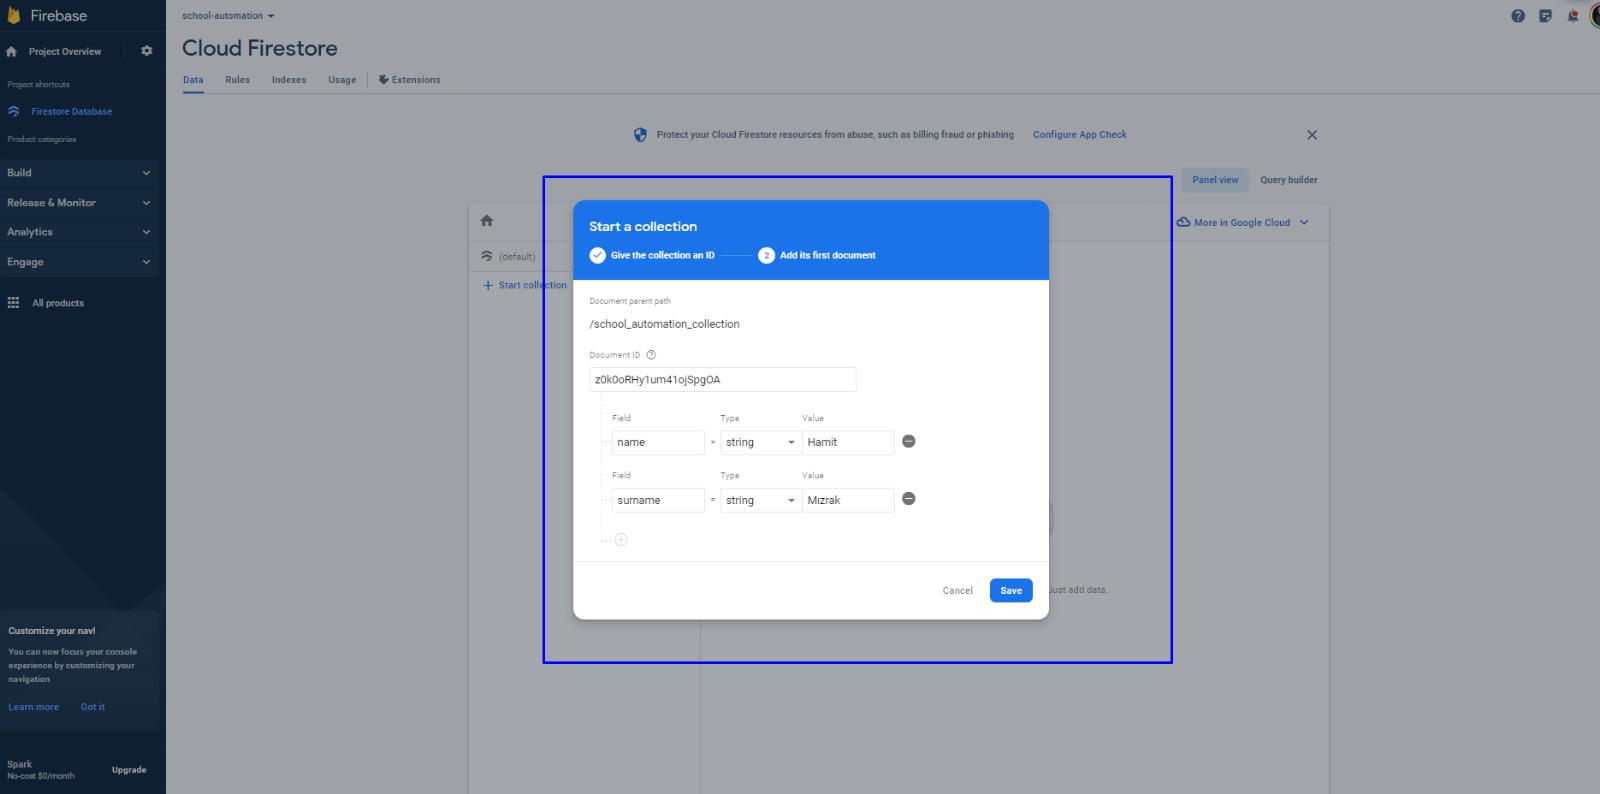 Firebase
school-automation
Project Overview
Cloud Firestore
Data Rules Indexes Usage Extensions
Project shortcuts
Firestore Database
Product categories
Build
Release & Monitor
Analytics
Engage
All products
Protect your Cloud Firestore resources from abuse, such as billing fraud or phishing Configure App Check
Panel view Query builder
More in Google Cloud
(default)
Start collection
Start a collection
Give the collection an ID 2 Add its first document
Document parent path
/school_automation_collection
Document ID
z0k0oRHy1um41ojSpgOA
Field Type Value
name = string Hamit
Field Type Value
surname = string Mızrak
Cancel Save
Just add data.
Customize your nav!
You can now focus your console
experience by customizing your
navigation
Learn more Got it
Spark
No-cost $0/month
Upgrade